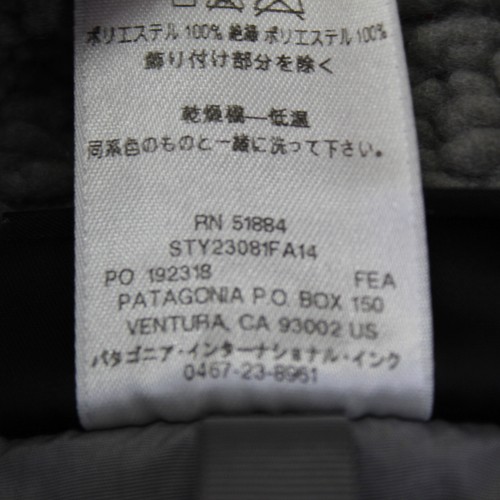 ポリエステル 100% 絶縁 ポリエステル 100%
飾り付け部分を除く
乾燥機—低温
同系色のものと一緒に洗って下さい。
RN 51884
STY23081FA14
PO 192318 FEA
PATAGONIA P.O. BOX 150
VENTURA, CA 93002 US
パタゴニア・インターナショナル・インク
0467-23-8961